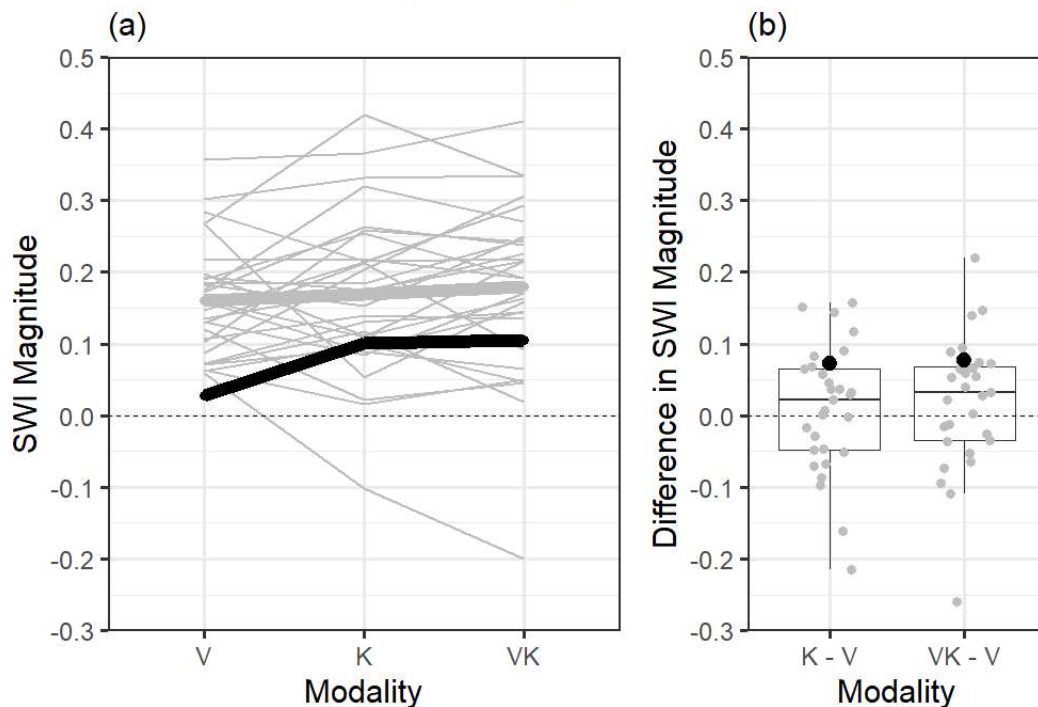 (a)
SWI Magnitude
0.5
0.4
0.3
0.2
0.1
0.0
-0.1
-0.2
-0.3
V K VK
Modality
(b)
Difference in SWI Magnitude
0.5
0.4
0.3
0.2
0.1
0.0
-0.1
-0.2
-0.3
K - V VK - V
Modality